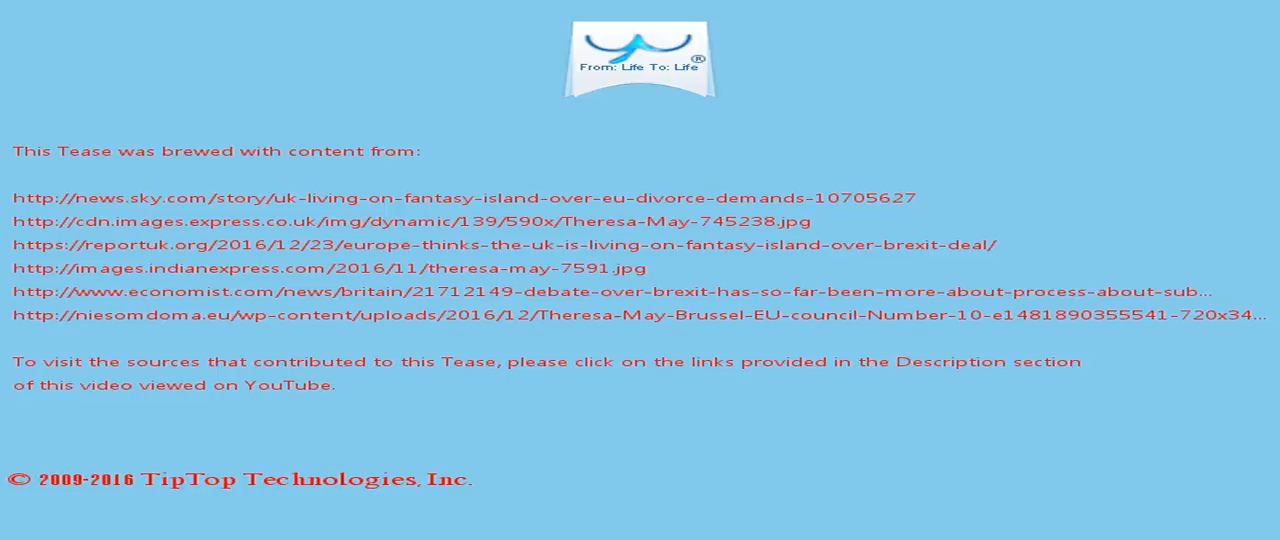 From: Life To: Life®
This Tease was brewed with content from:
http://news.sky.com/story/uk-living-on-fantasy-island-over-eu-divorce-demands-10705627
http://cdn.images.express.co.uk/img/dynamic/139/590x/Theresa-May-745238.jpg
https://reportuk.org/2016/12/23/europe-thinks-the-uk-is-living-on-fantasy-island-over-brexit-deal/
http://images.indianexpress.com/2016/11/theresa-may-7591.jpg
http://www.economist.com/news/britain/21712149-debate-over-brexit-has-so-far-been-more-about-process-about-sub...
http://niesomdoma.eu/wp-content/uploads/2016/12/Theresa-May-Brussel-EU-council-Number-10-e1481890355541-720x34...
To visit the sources that contributed to this Tease, please click on the links provided in the Description section
of this video viewed on YouTube.
© 2009-2016 TipTop Technologies, Inc.